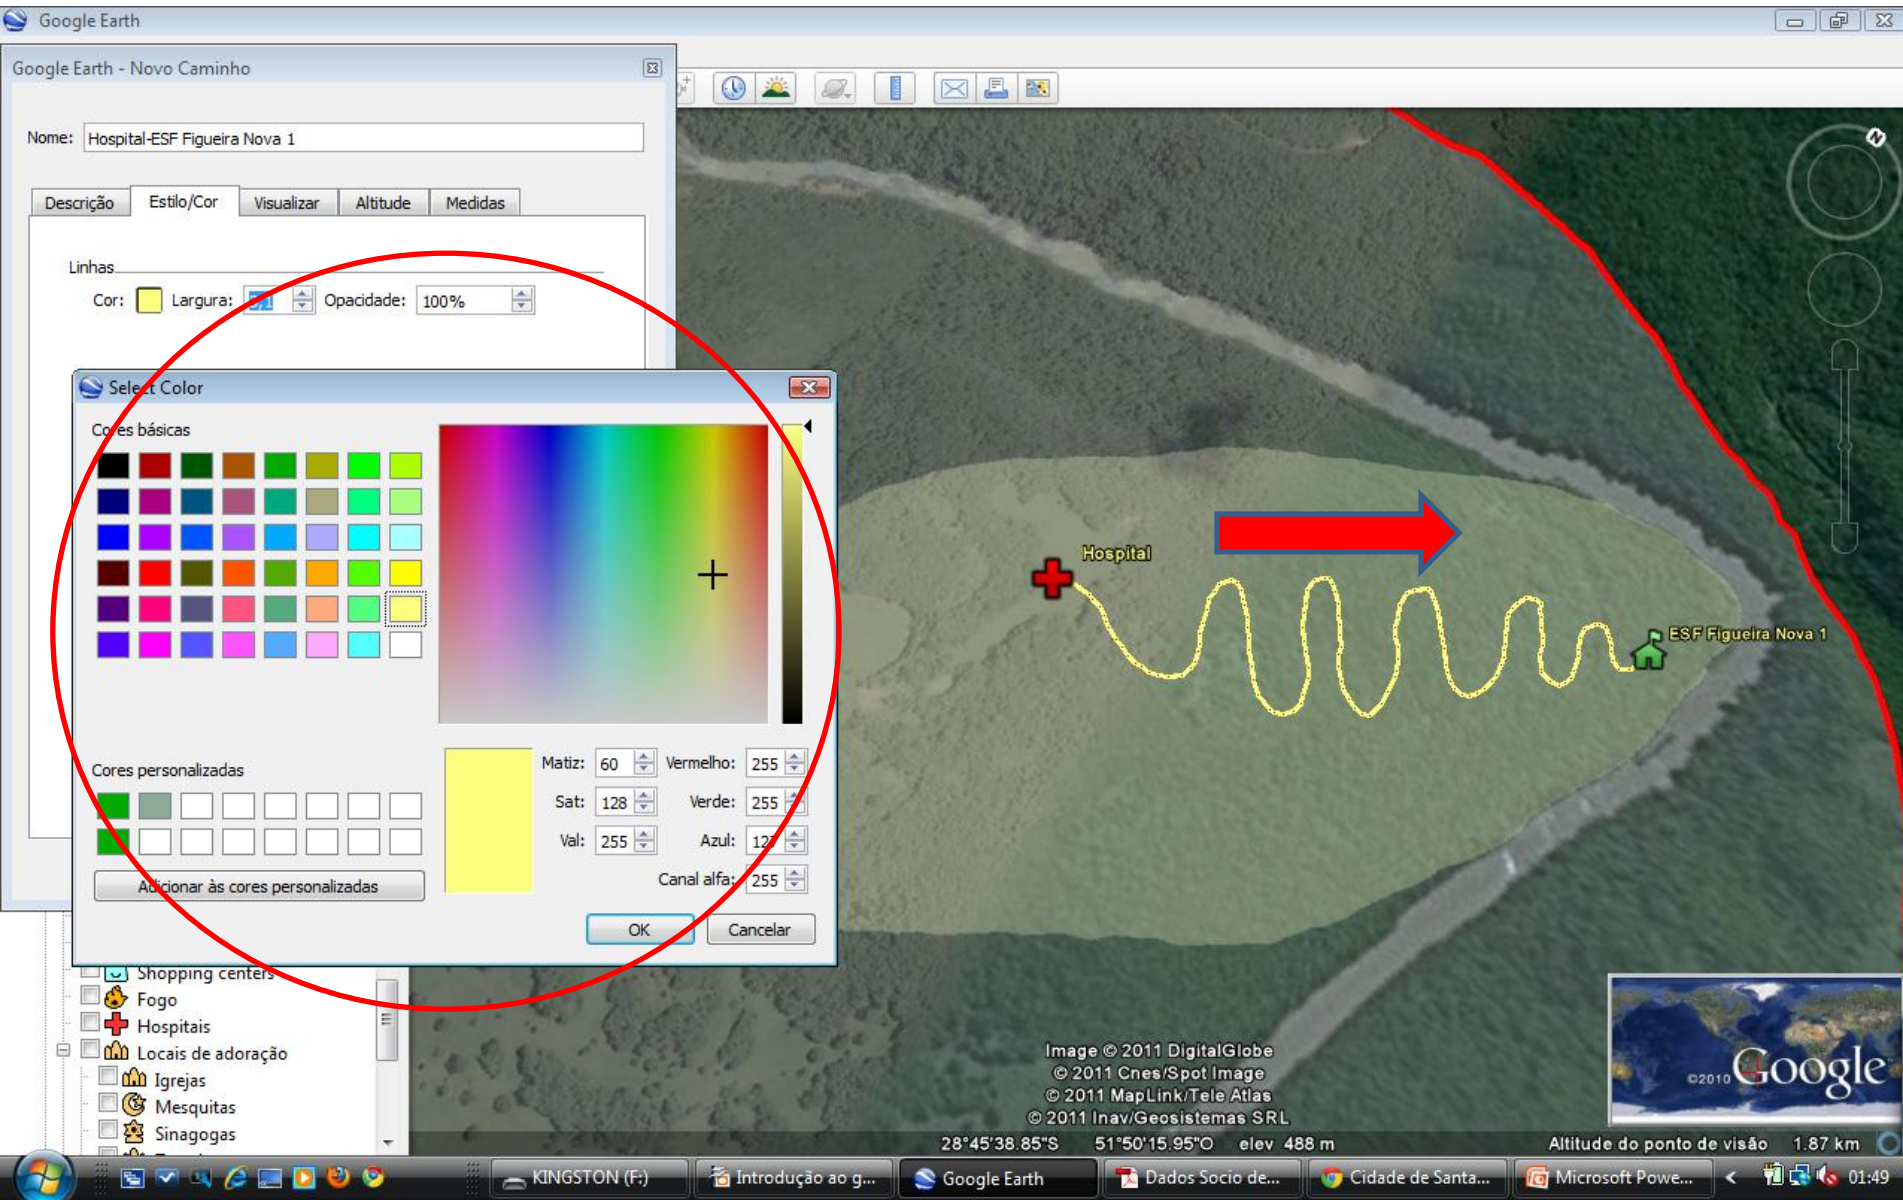 Google Earth
Google Earth - Novo Caminho
Nome: Hospital-ESF Figueira Nova 1
Descrição Estilo/Cor Visualizar Altitude Medidas
Linhas
Cor: Largura: Opacidade: 100%
Select Color
Cores básicas
Cores personalizadas
Adicionar às cores personalizadas
Matiz: 60 Vermelho: 255
Sat: 128 Verde: 255
Val: 255 Azul: 127
Canal alfa: 255
OK Cancelar
N
Hospital
ESF Figueira Nova 1
Shopping centers
Fogo
Hospitais
Locais de adoração
Igrejas
Mesquitas
Sinagogas
Image © 2011 DigitalGlobe
© 2011 Cnes/Spot Image
© 2011 MapLink/Tele Atlas
© 2011 Inav/Geosistemas SRL
©2010 Google
28°45'38.85"S 51°50'15.95"O elev 488 m
Altitude do ponto de visão 1.87 km
KINGSTON (F:) Introdução ao g... Google Earth Dados Socio de... Cidade de Santa... Microsoft Powe... 01:49